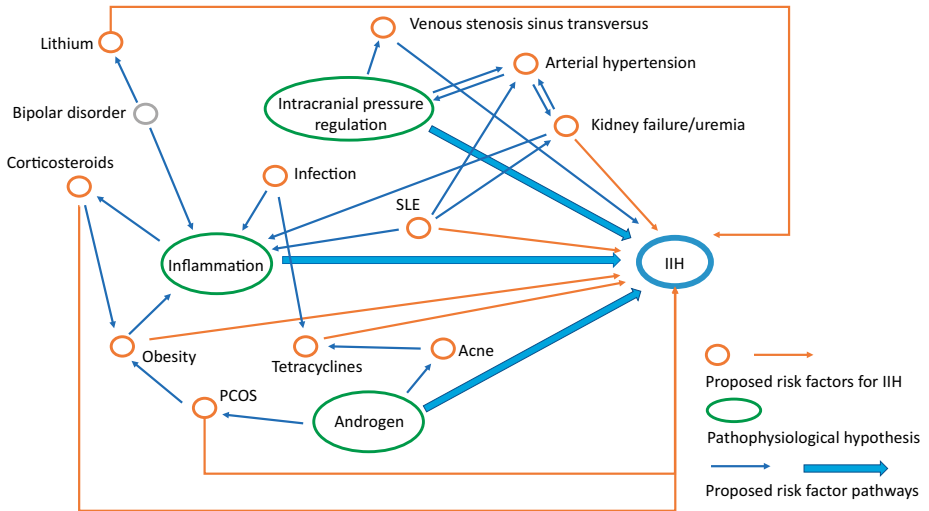 Venous stenosis sinus transversus
Lithium
Arterial hypertension
Bipolar disorder
Intracranial pressure
regulation
Kidney failure/uremia
Corticosteroids
Infection
SLE
Inflammation
IIH
Obesity
Tetracyclines
Acne
Proposed risk factors for IIH
PCOS
Androgen
Pathophysiological hypothesis
Proposed risk factor pathways